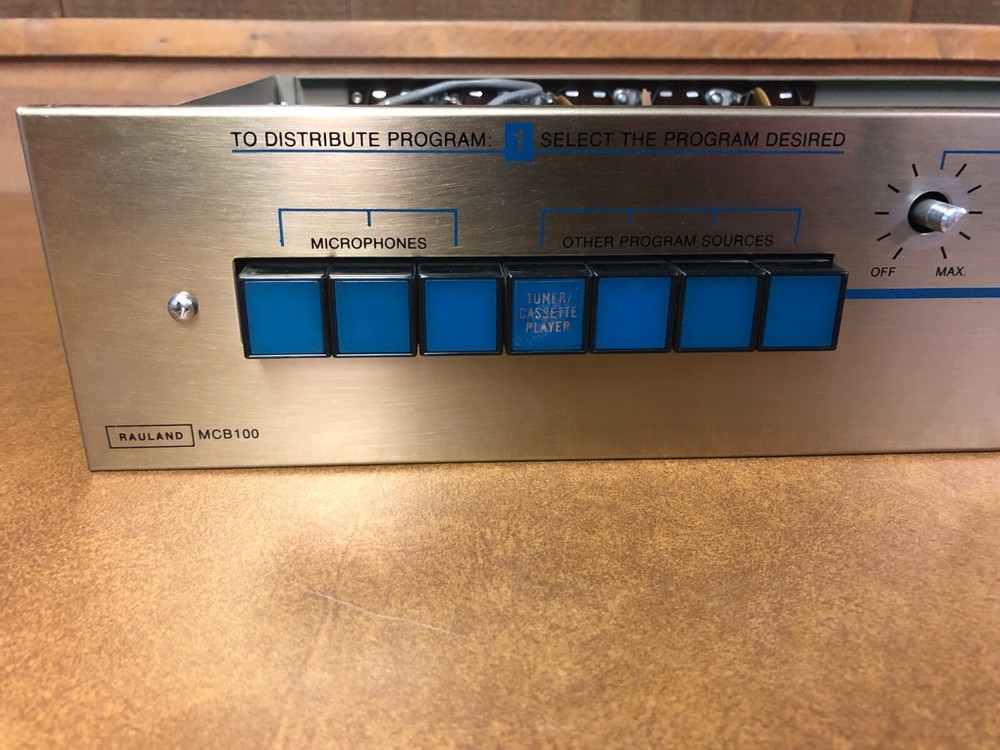 TO DISTRIBUTE PROGRAM: 1 SELECT THE PROGRAM DESIRED
MICROPHONES
OTHER PROGRAM SOURCES
TUNER/
CASSETTE
PLAYER
OFF MAX.
RAULAND MCB100